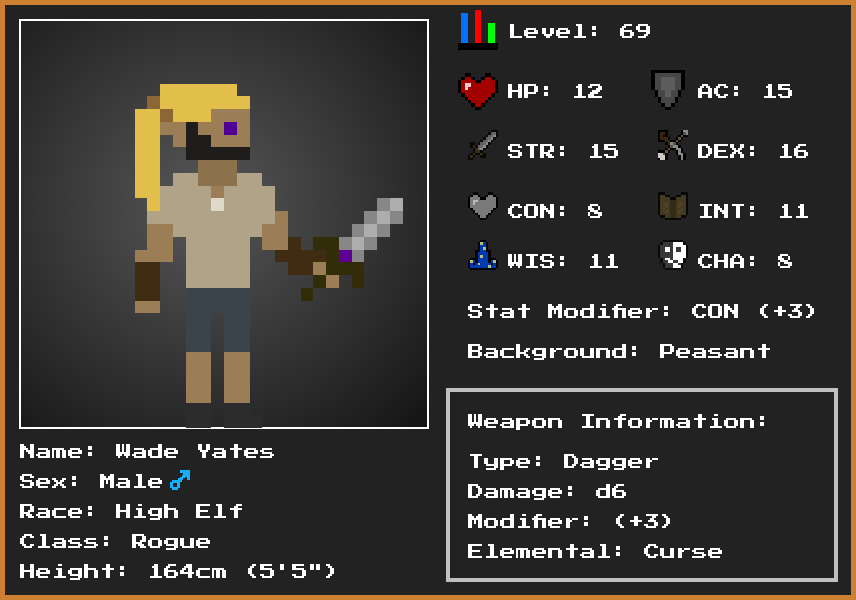 Level: 69
HP: 12
AC: 15
STR: 15
DEX: 16
CON: 8
INT: 11
WIS: 11
CHA: 8
Stat Modifier: CON (+3)
Background: Peasant
Weapon Information:
Type: Dagger
Damage: d6
Modifier: (+3)
Elemental: Curse
Name: Wade Yates
Sex: Male♂
Race: High Elf
Class: Rogue
Height: 164cm (5'5")